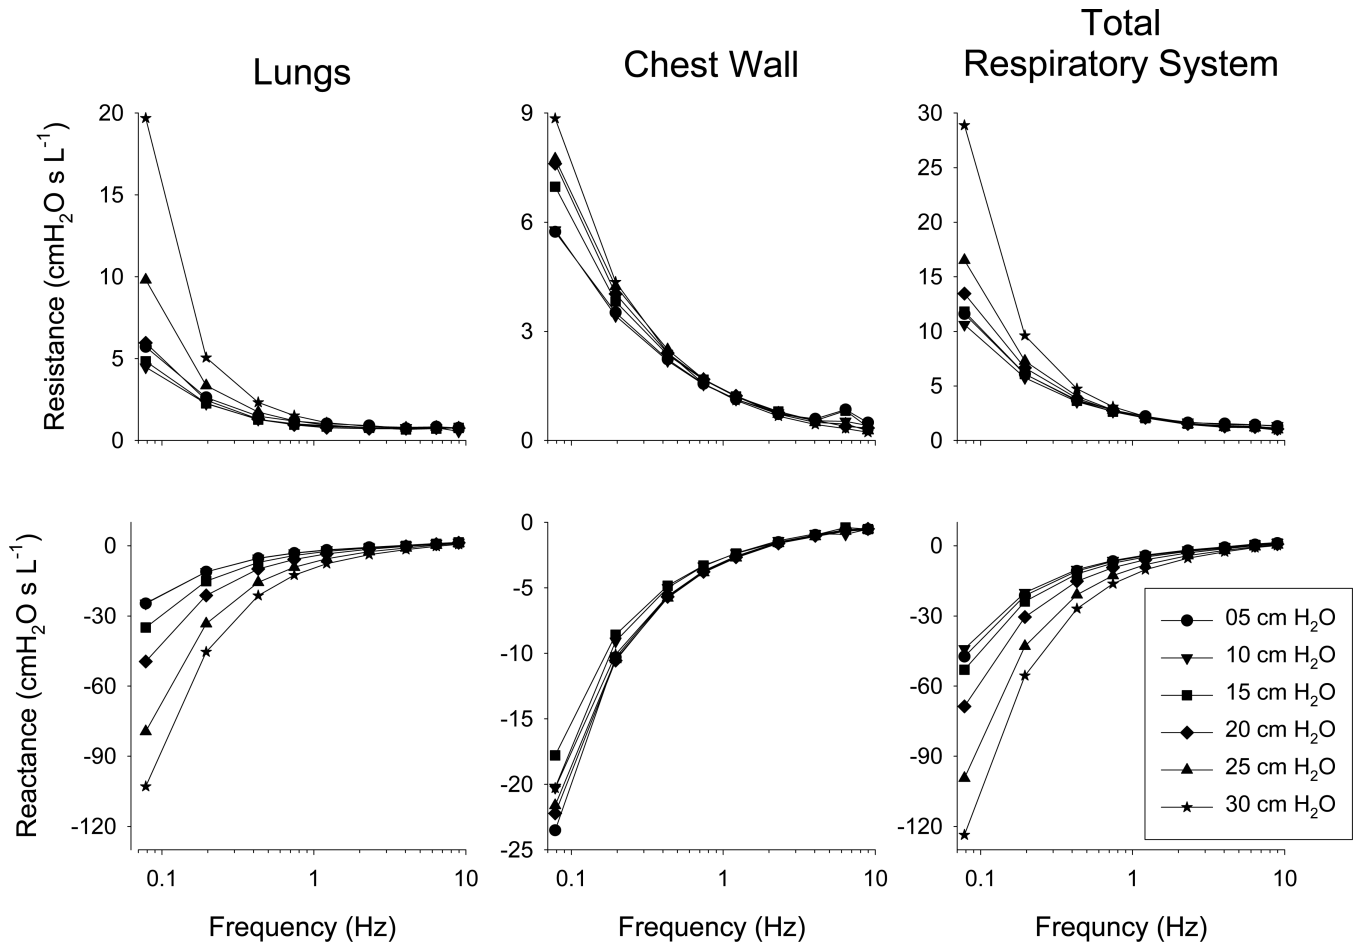 Lungs
Chest Wall
Total
Respiratory System
Resistance (cmH2O s L-1)
20
15
10
5
0
9
6
3
0
30
25
20
15
10
5
0
Reactance (cmH2O s L-1)
0
-30
-60
-90
-120
0
-5
-10
-15
-20
-25
0
-30
-60
-90
-120
05 cm H2O
10 cm H2O
15 cm H2O
20 cm H2O
25 cm H2O
30 cm H2O
0.1 1 10
0.1 1 10
0.1 1 10
Frequency (Hz)
Frequency (Hz)
Frequncy (Hz)